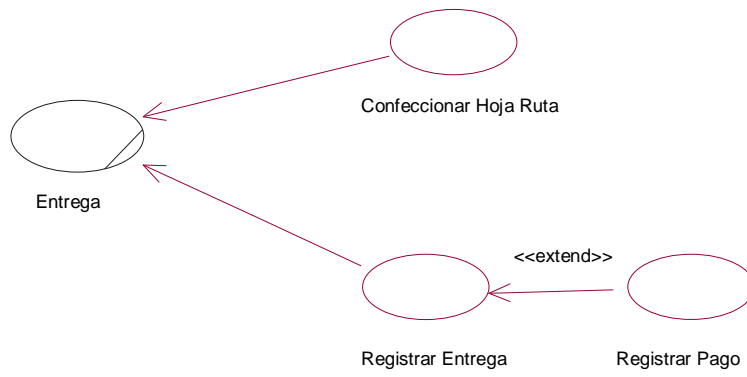 Confeccionar Hoja Ruta
Entrega
<<extend>>
Registrar Entrega
Registrar Pago